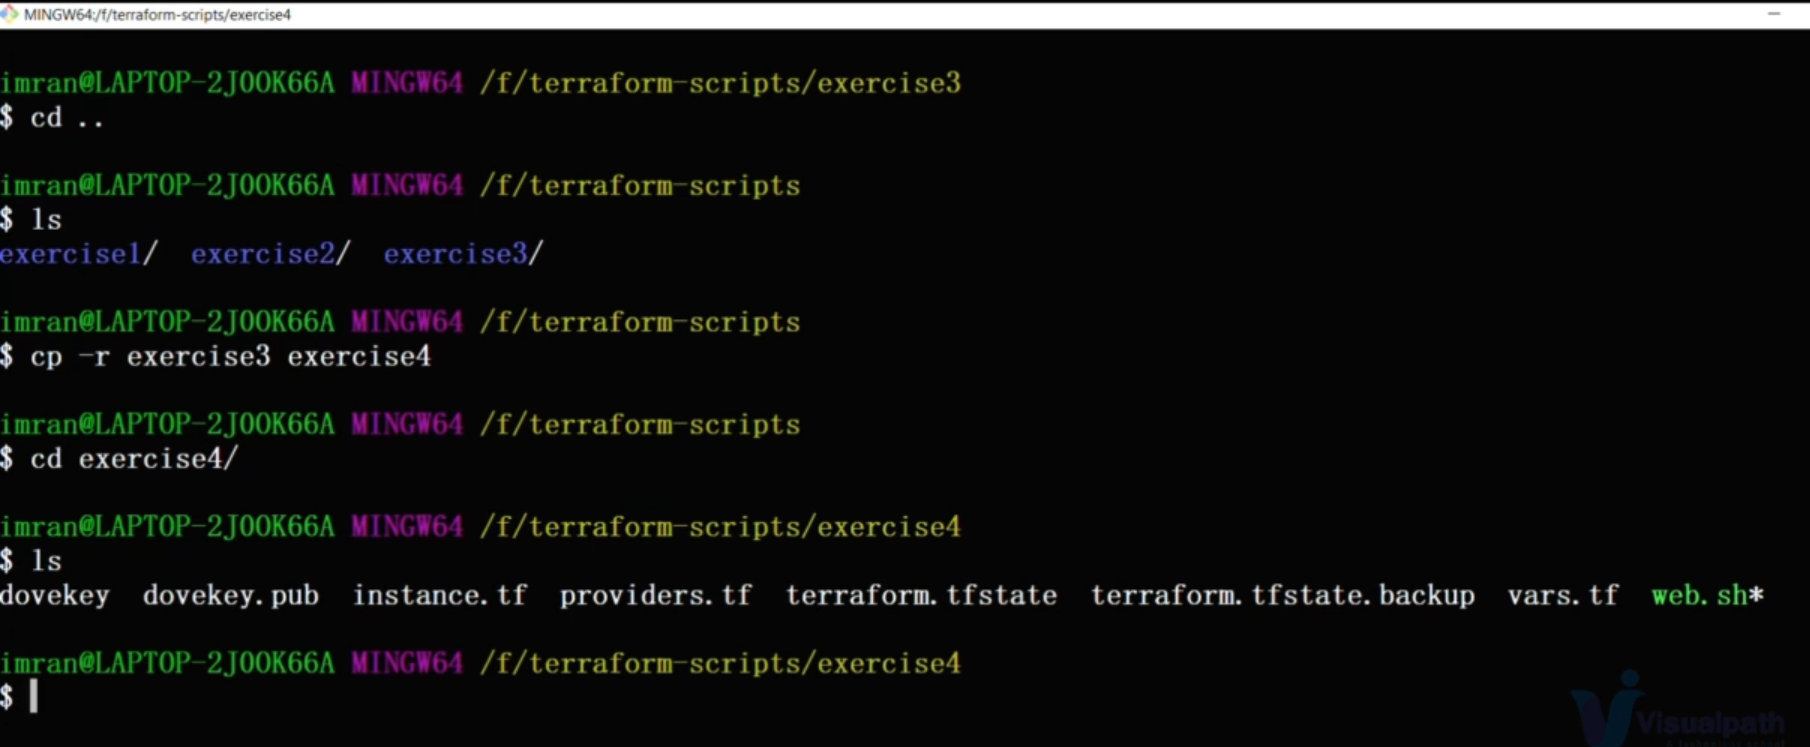 MINGW64:/f/terraform-scripts/exercise4
imran@LAPTOP-2JOOK66A MINGW64 /f/terraform-scripts/exercise3
$ cd ..
imran@LAPTOP-2JOOK66A MINGW64 /f/terraform-scripts
$ ls
exercise1/  exercise2/  exercise3/
imran@LAPTOP-2JOOK66A MINGW64 /f/terraform-scripts
$ cp -r exercise3 exercise4
imran@LAPTOP-2JOOK66A MINGW64 /f/terraform-scripts
$ cd exercise4/
imran@LAPTOP-2JOOK66A MINGW64 /f/terraform-scripts/exercise4
$ ls
dovekey  dovekey.pub  instance.tf  providers.tf  terraform.tfstate  terraform.tfstate.backup  vars.tf  web.sh*
imran@LAPTOP-2JOOK66A MINGW64 /f/terraform-scripts/exercise4
$
Visualpath